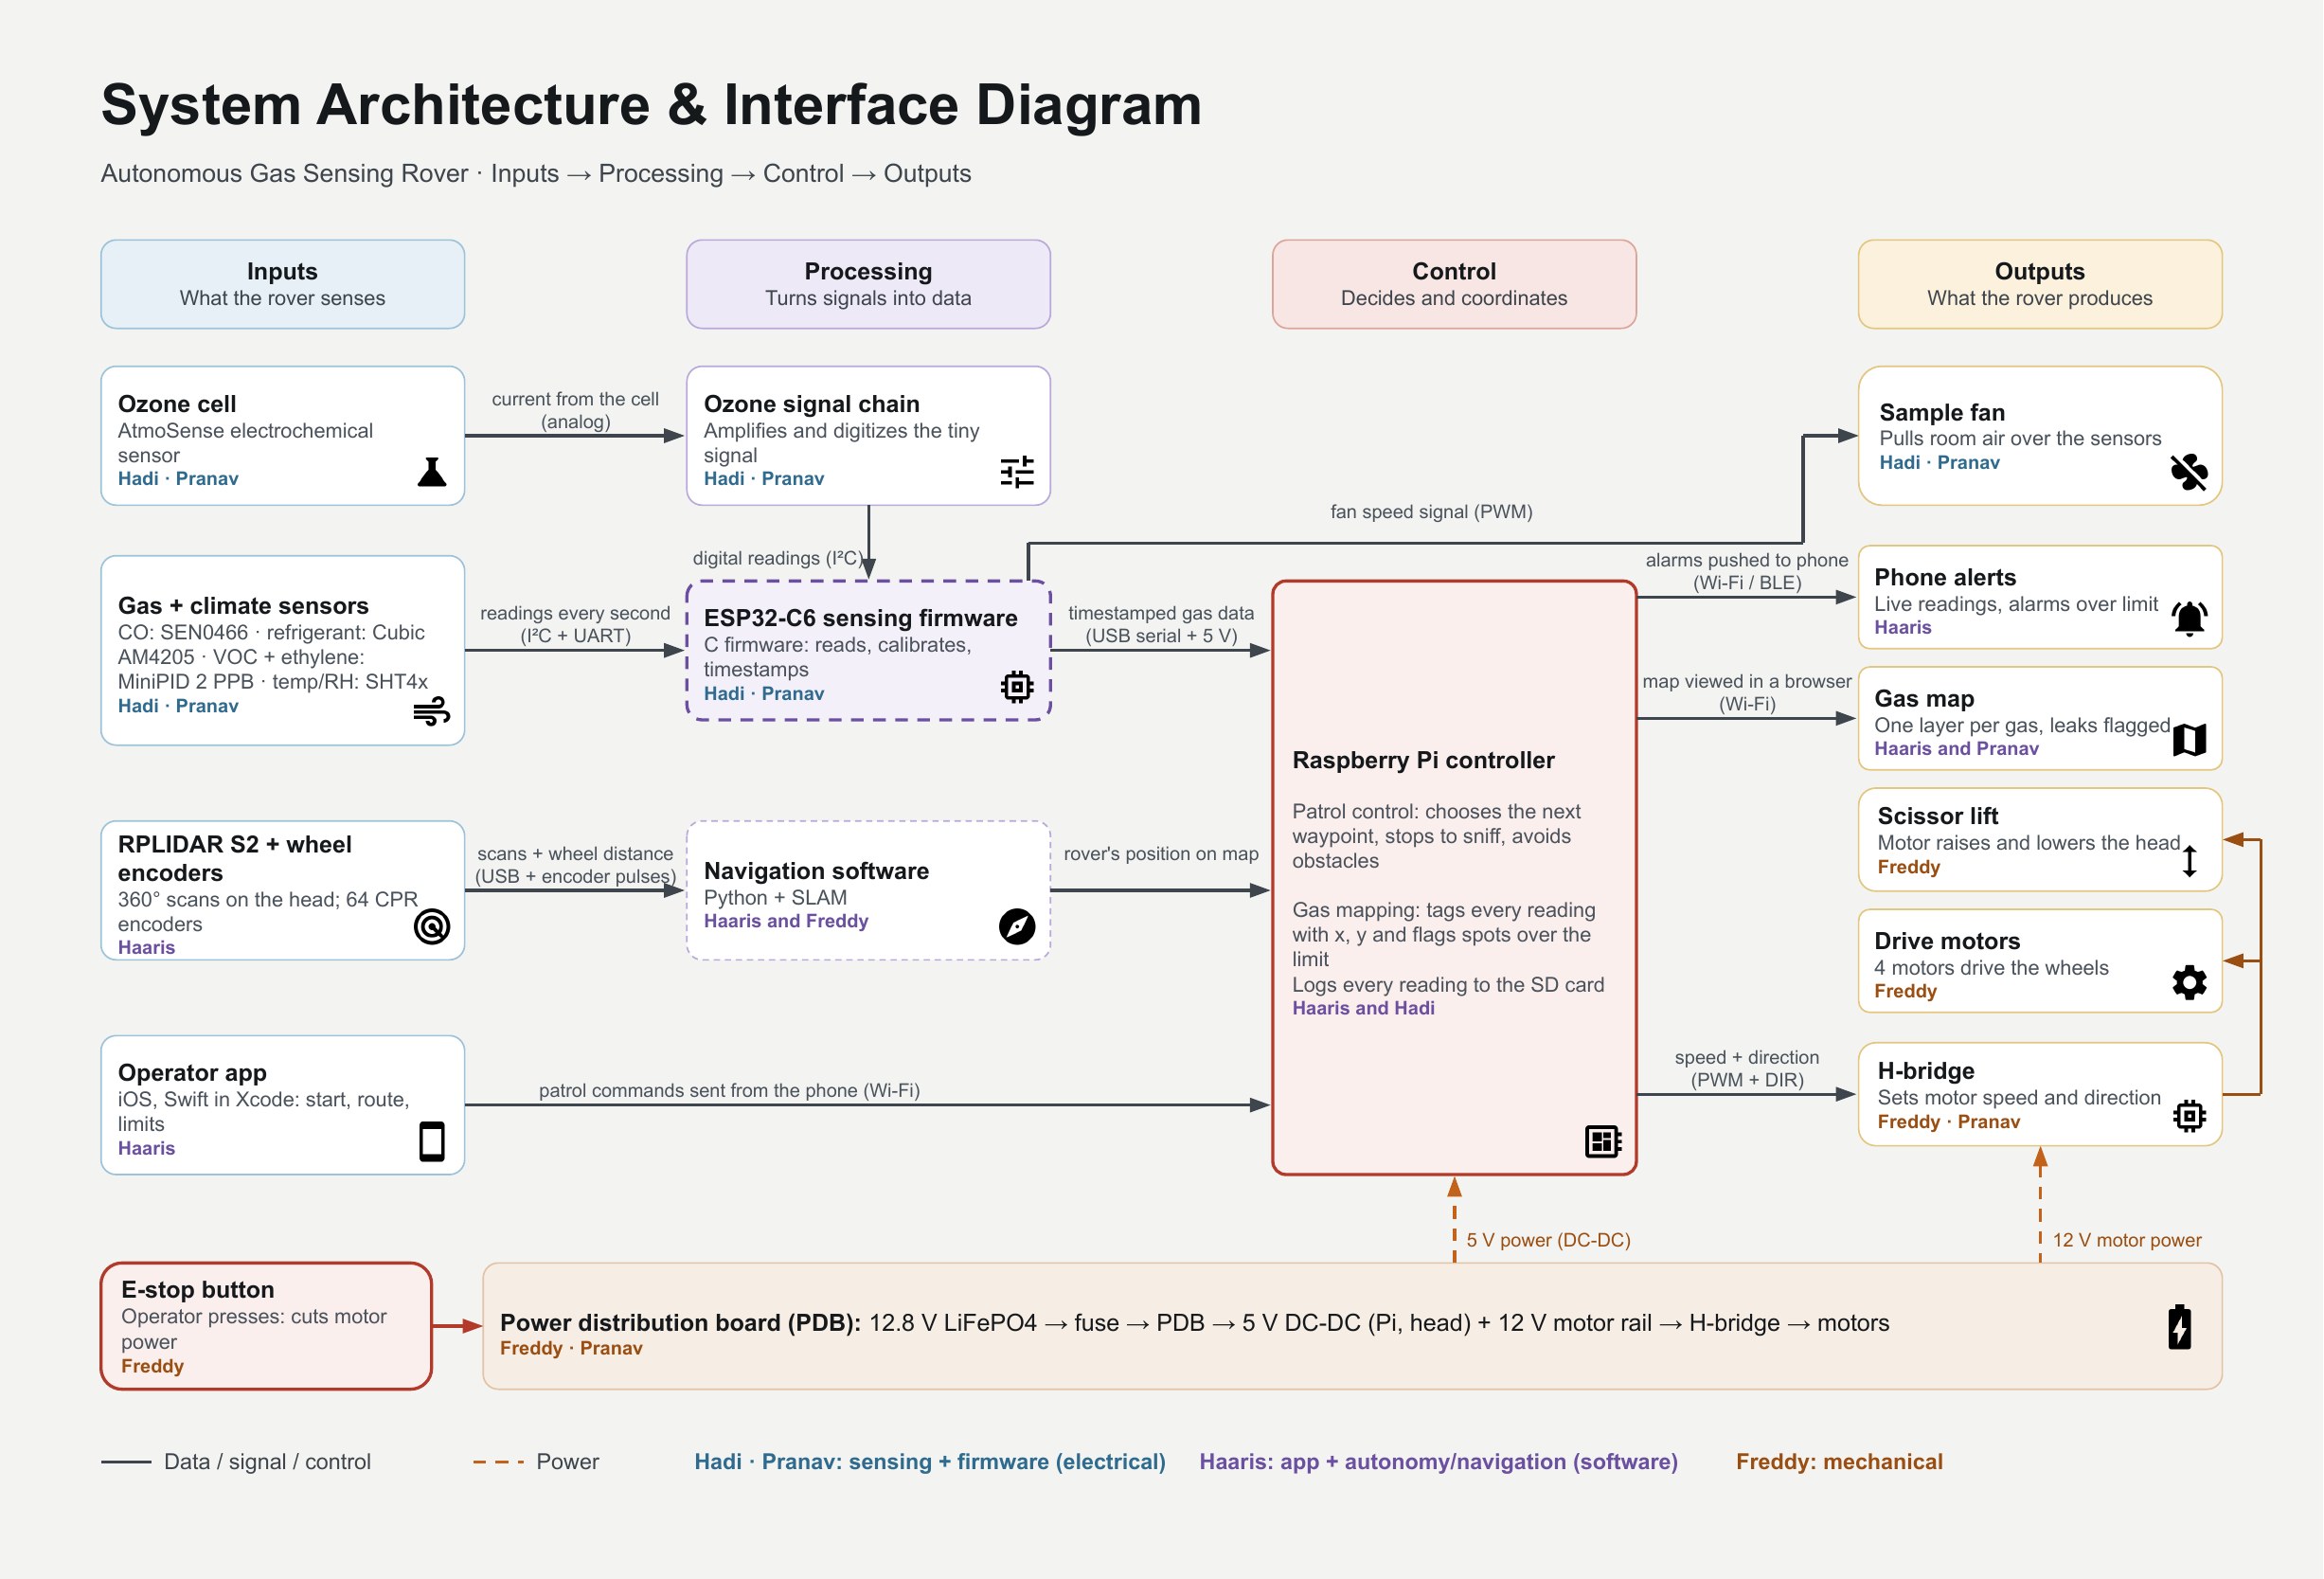 System Architecture & Interface Diagram
Autonomous Gas Sensing Rover · Inputs → Processing → Control → Outputs
Inputs
What the rover senses
Processing
Turns signals into data
Control
Decides and coordinates
Outputs
What the rover produces
Ozone cell
AtmoSense electrochemical
sensor
Hadi · Pranav
current from the cell
(analog)
Ozone signal chain
Amplifies and digitizes the tiny
signal
Hadi · Pranav
Sample fan
Pulls room air over the sensors
Hadi · Pranav
fan speed signal (PWM)
digital readings (I²C)
Gas + climate sensors
CO: SEN0466 · refrigerant: Cubic
AM4205 · VOC + ethylene:
MiniPID 2 PPB · temp/RH: SHT4x
Hadi · Pranav
readings every second
(I²C + UART)
ESP32-C6 sensing firmware
C firmware: reads, calibrates,
timestamps
Hadi · Pranav
timestamped gas data
(USB serial + 5 V)
alarms pushed to phone
(Wi-Fi / BLE)
Phone alerts
Live readings, alarms over limit
Haaris
map viewed in a browser
(Wi-Fi)
Gas map
One layer per gas, leaks flagged
Haaris and Pranav
RPLIDAR S2 + wheel
encoders
360° scans on the head; 64 CPR
encoders
Haaris
scans + wheel distance
(USB + encoder pulses)
Navigation software
Python + SLAM
Haaris and Freddy
rover's position on map
Raspberry Pi controller
Patrol control: chooses the next
waypoint, stops to sniff, avoids
obstacles
Gas mapping: tags every reading
with x, y and flags spots over the
limit
Logs every reading to the SD card
Haaris and Hadi
Scissor lift
Motor raises and lowers the head
Freddy
Drive motors
4 motors drive the wheels
Freddy
Operator app
iOS, Swift in Xcode: start, route,
limits
Haaris
patrol commands sent from the phone (Wi-Fi)
speed + direction
(PWM + DIR)
H-bridge
Sets motor speed and direction
Freddy · Pranav
5 V power (DC-DC)
12 V motor power
E-stop button
Operator presses: cuts motor
power
Freddy
Power distribution board (PDB): 12.8 V LiFePO4 → fuse → PDB → 5 V DC-DC (Pi, head) + 12 V motor rail → H-bridge → motors
Freddy · Pranav
Data / signal / control
Power
Hadi · Pranav: sensing + firmware (electrical)
Haaris: app + autonomy/navigation (software)
Freddy: mechanical